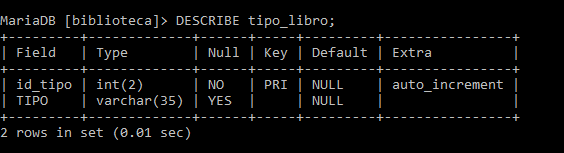 MariaDB [biblioteca]> DESCRIBE tipo_libro;
+---------+-------------+------+-----+---------+----------------+
| Field   | Type        | Null | Key | Default | Extra          |
+---------+-------------+------+-----+---------+----------------+
| id_tipo | int(2)      | NO   | PRI | NULL    | auto_increment |
| TIPO    | varchar(35) | YES  |     | NULL    |                |
+---------+-------------+------+-----+---------+----------------+
2 rows in set (0.01 sec)